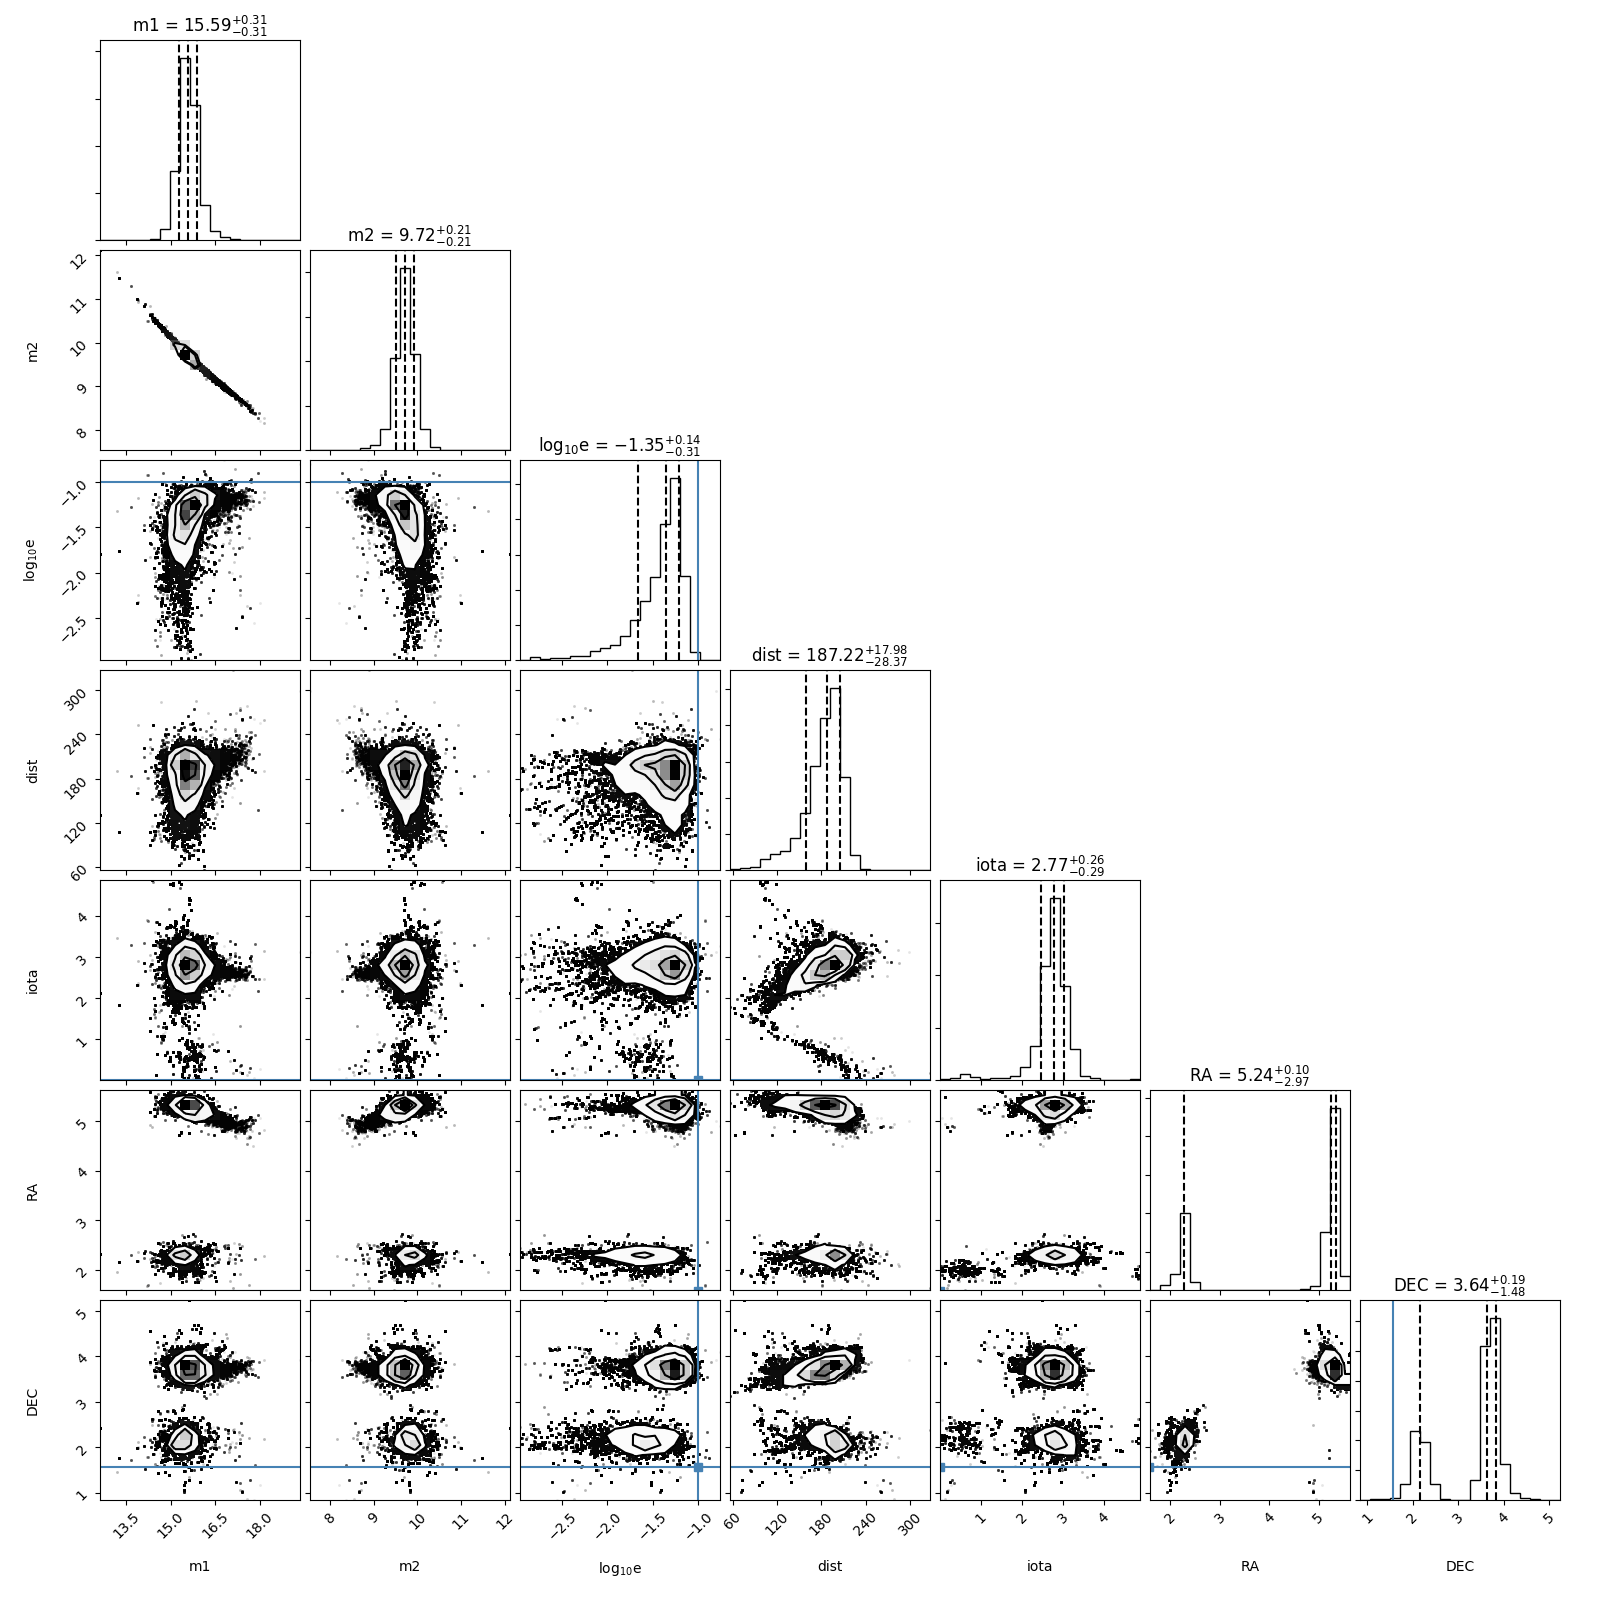 m1 = 15.59 +0.31 −0.31
m2 = 9.72 +0.21 −0.21
12
11
10
9
8
m2
log10e = −1.35 +0.14 −0.31
−1.0
−1.5
−2.0
−2.5
log10e
dist = 187.22 +17.98 −28.37
300
240
180
120
60
dist
iota = 2.77 +0.26 −0.29
4
3
2
1
iota
RA = 5.24 +0.10 −2.97
5
4
3
2
RA
DEC = 3.64 +0.19 −1.48
5
4
3
2
1
DEC
13.5 15.0 16.5 18.0 8 9 10 11 12 −2.5 −2.0 −1.5 −1.0 60 120 180 240 300 1 2 3 4 2 3 4 5 1 2 3 4 5
m1 m2 log10e dist iota RA DEC